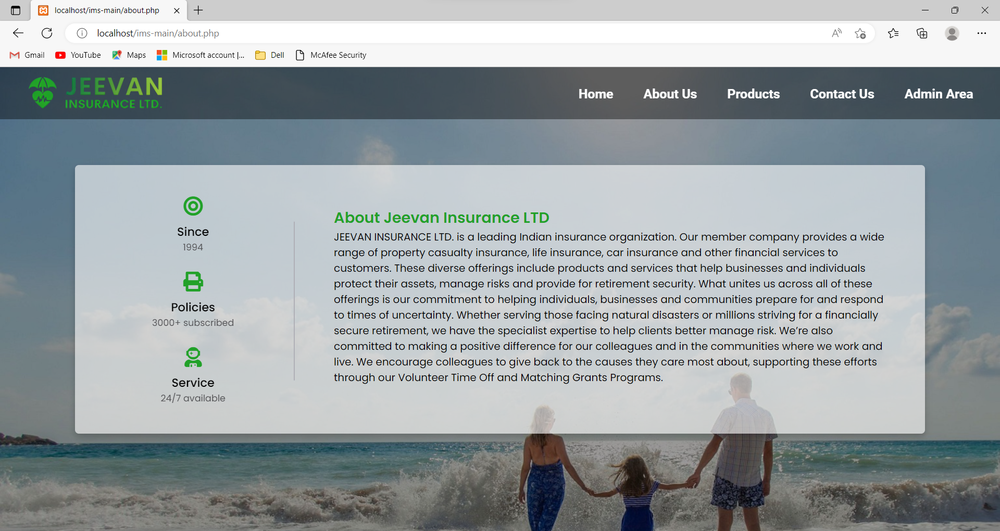 localhost/ims-main/about.php
localhost/ims-main/about.php
Gmail YouTube Maps Microsoft account |... Dell McAfee Security
JEEVAN
INSURANCE LTD.
Home About Us Products Contact Us Admin Area
Since
1994
Policies
3000+ subscribed
Service
24/7 available
About Jeevan Insurance LTD
JEEVAN INSURANCE LTD. is a leading Indian insurance organization. Our member company provides a wide
range of property casualty insurance, life insurance, car insurance and other financial services to
customers. These diverse offerings include products and services that help businesses and individuals
protect their assets, manage risks and provide for retirement security. What unites us across all of these
offerings is our commitment to helping individuals, businesses and communities prepare for and respond
to times of uncertainty. Whether serving those facing natural disasters or millions striving for a financially
secure retirement, we have the specialist expertise to help clients better manage risk. We’re also
committed to making a positive difference for our colleagues and in the communities where we work and
live. We encourage colleagues to give back to the causes they care most about, supporting these efforts
through our Volunteer Time Off and Matching Grants Programs.